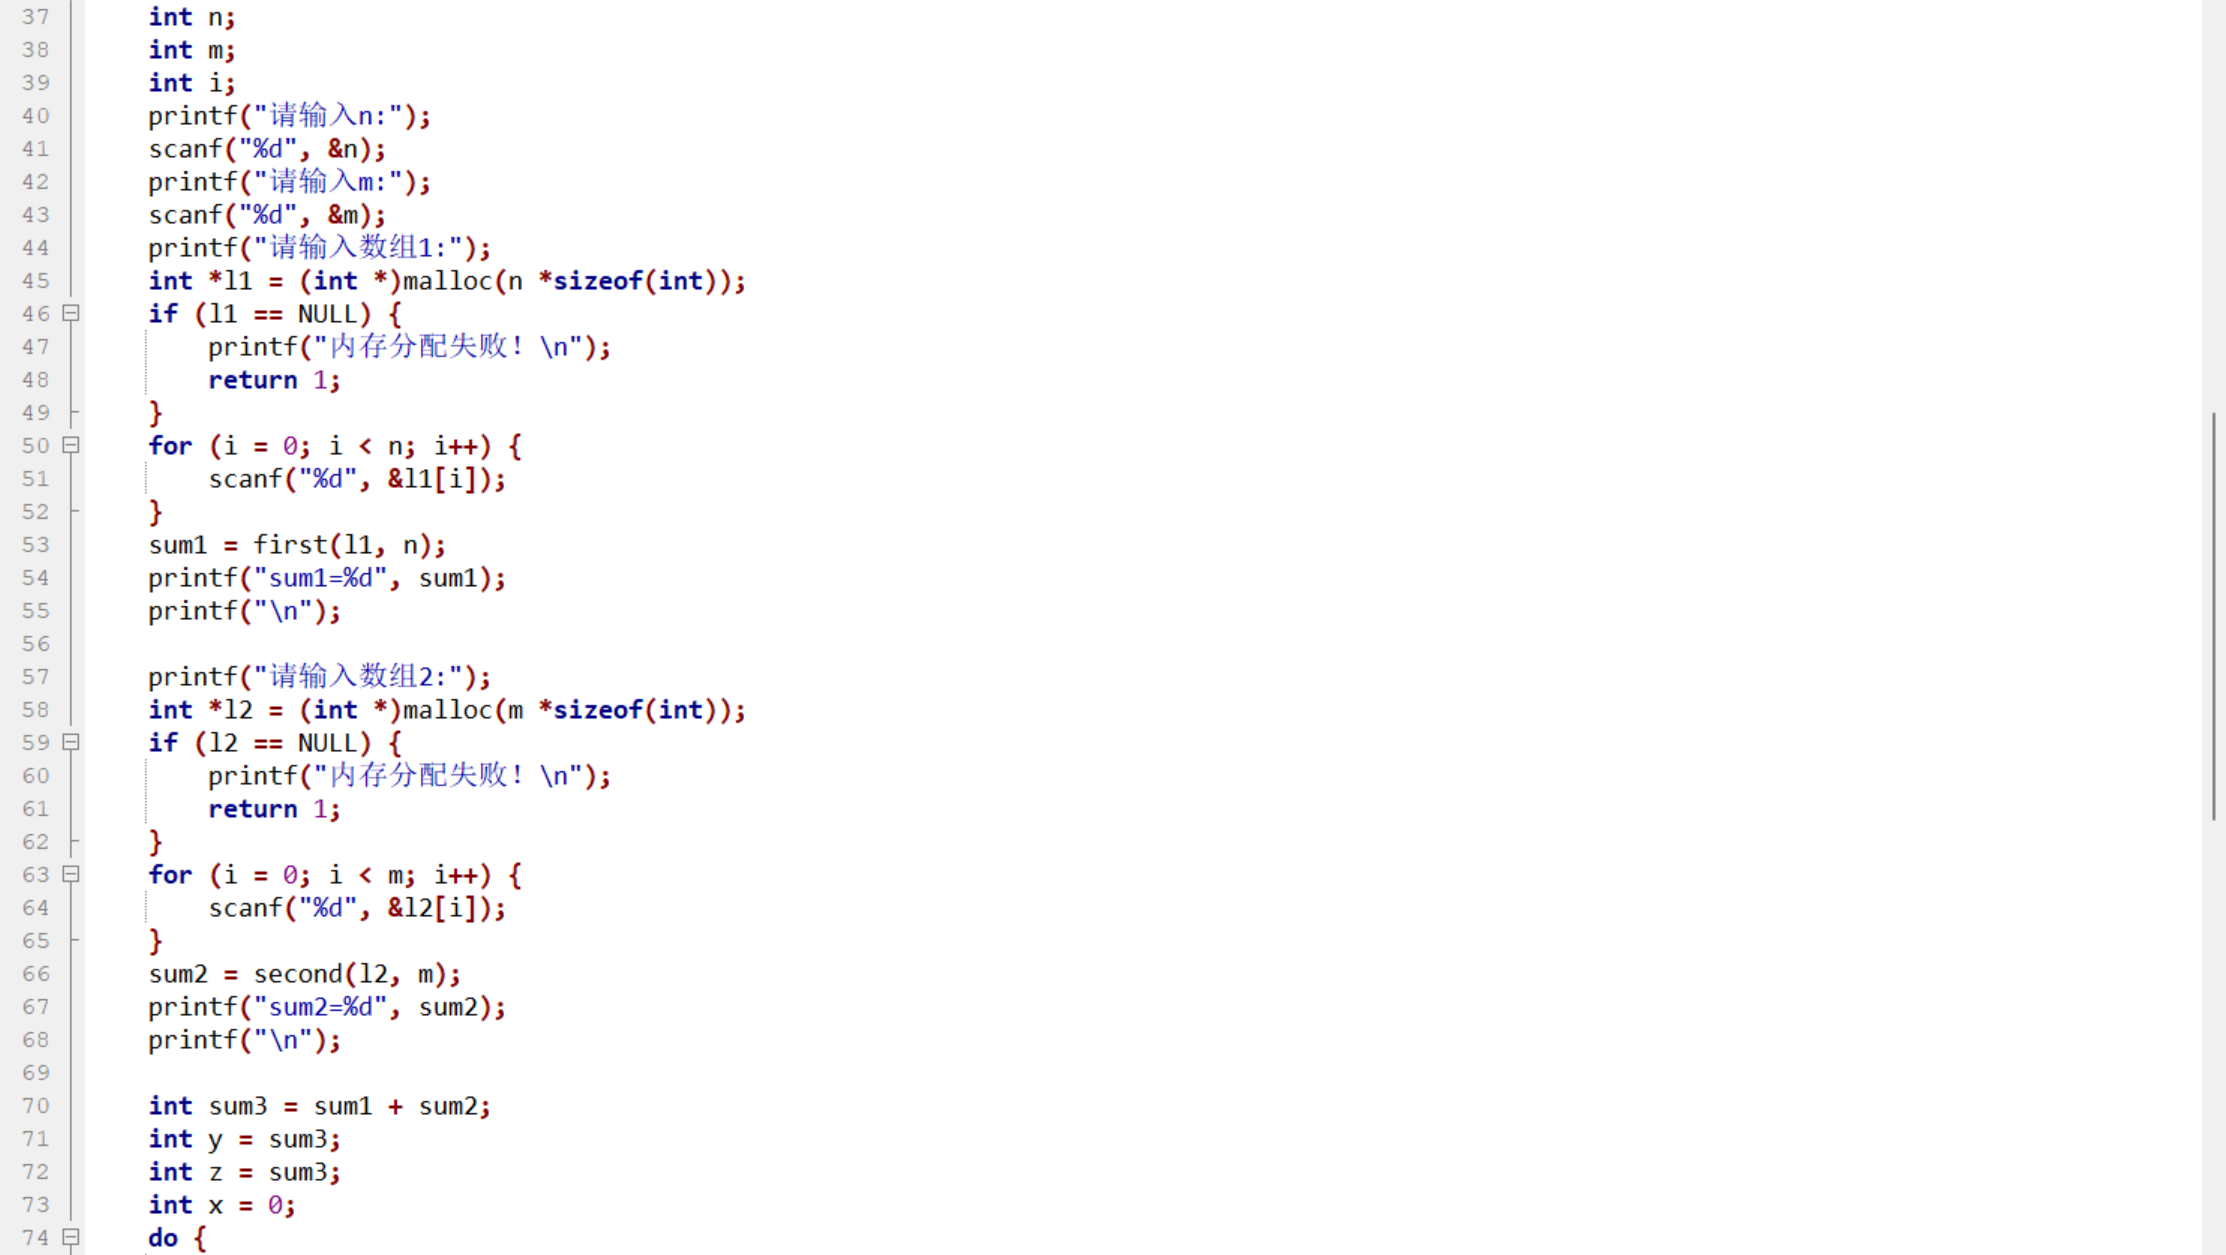 37 int n;
38 int m;
39 int i;
40 printf("请输入n:");
41 scanf("%d", &n);
42 printf("请输入m:");
43 scanf("%d", &m);
44 printf("请输入数组1:");
45 int *l1 = (int *)malloc(n *sizeof(int));
46 if (l1 == NULL) {
47 printf("内存分配失败！\n");
48 return 1;
49 }
50 for (i = 0; i < n; i++) {
51 scanf("%d", &l1[i]);
52 }
53 sum1 = first(l1, n);
54 printf("sum1=%d", sum1);
55 printf("\n");
56
57 printf("请输入数组2:");
58 int *l2 = (int *)malloc(m *sizeof(int));
59 if (l2 == NULL) {
60 printf("内存分配失败！\n");
61 return 1;
62 }
63 for (i = 0; i < m; i++) {
64 scanf("%d", &l2[i]);
65 }
66 sum2 = second(l2, m);
67 printf("sum2=%d", sum2);
68 printf("\n");
69
70 int sum3 = sum1 + sum2;
71 int y = sum3;
72 int z = sum3;
73 int x = 0;
74 do {